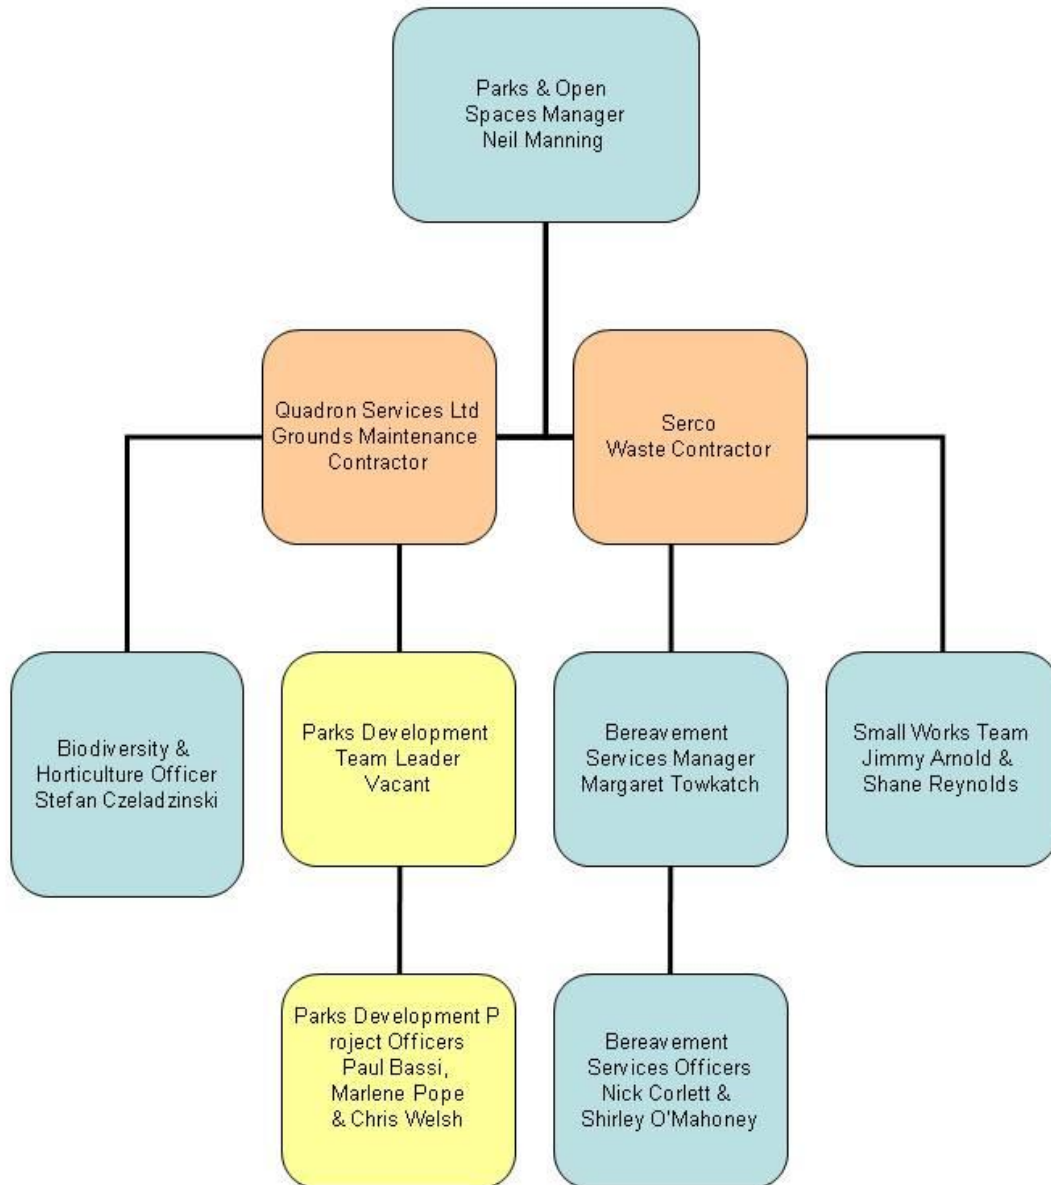 Parks & Open
Spaces Manager
Neil Manning
Quadron Services Ltd
Grounds Maintenance
Contractor
Serco
Waste Contractor
Biodiversity &
Horticulture Officer
Stefan Czeladzinski
Parks Development
Team Leader
Vacant
Bereavement
Services Manager
Margaret Towkatch
Small Works Team
Jimmy Arnold &
Shane Reynolds
Parks Development P
roject Officers
Paul Bassi,
Marlene Pope
& Chris Welsh
Bereavement
Services Officers
Nick Corlett &
Shirley O'Mahoney